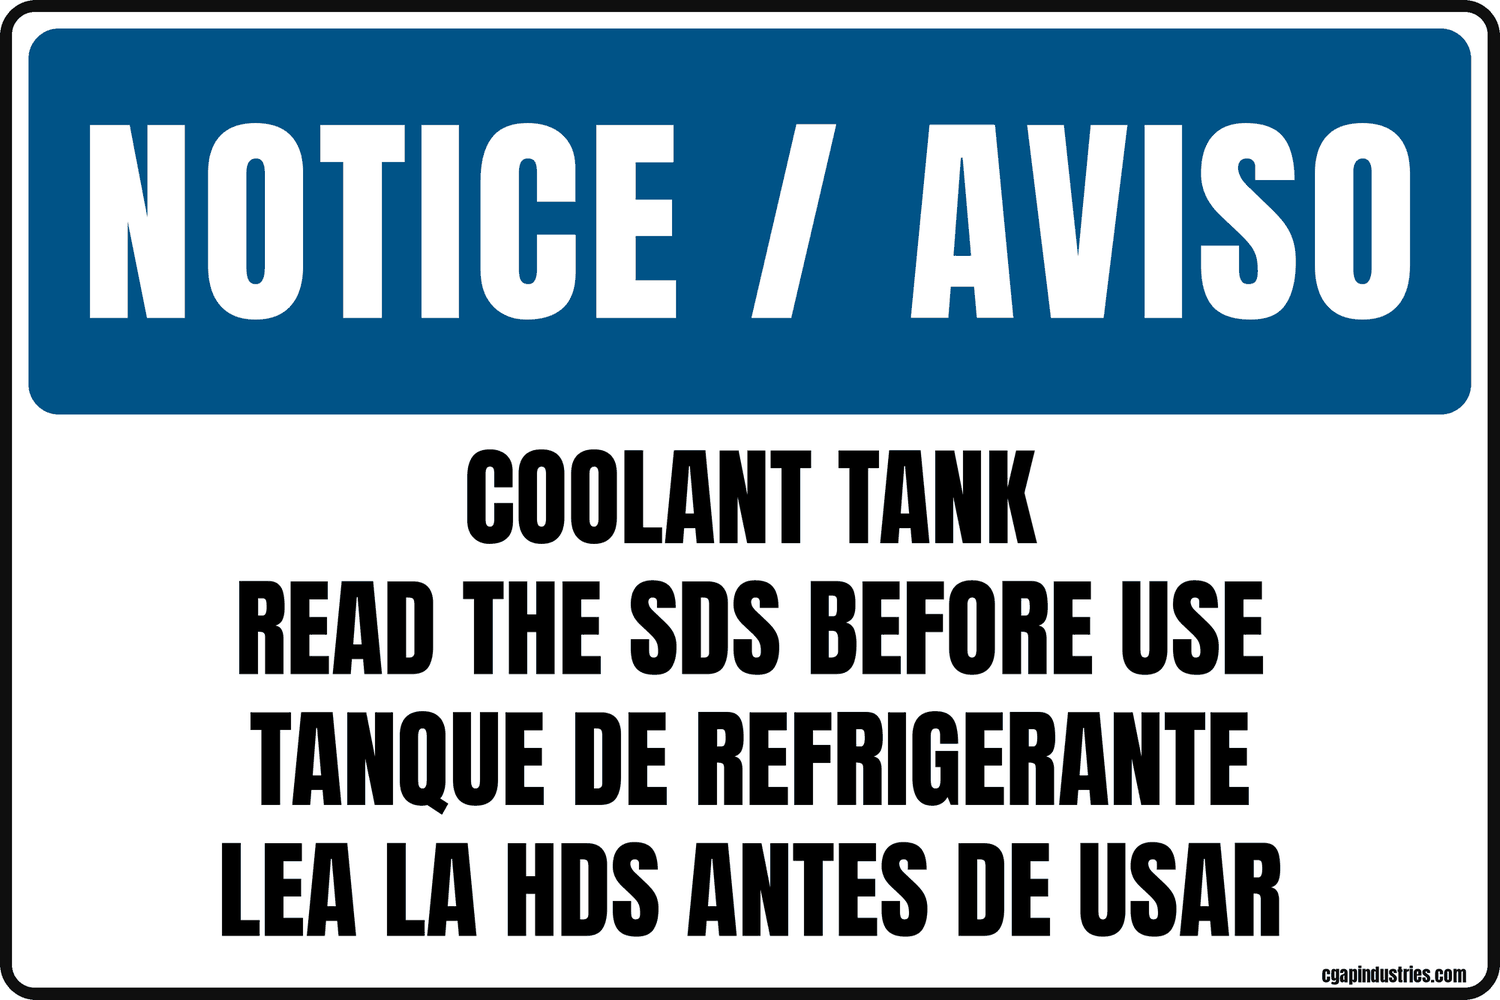 NOTICE / AVISO
COOLANT TANK
READ THE SDS BEFORE USE
TANQUE DE REFRIGERANTE
LEA LA HDS ANTES DE USAR
cgapindustries.com